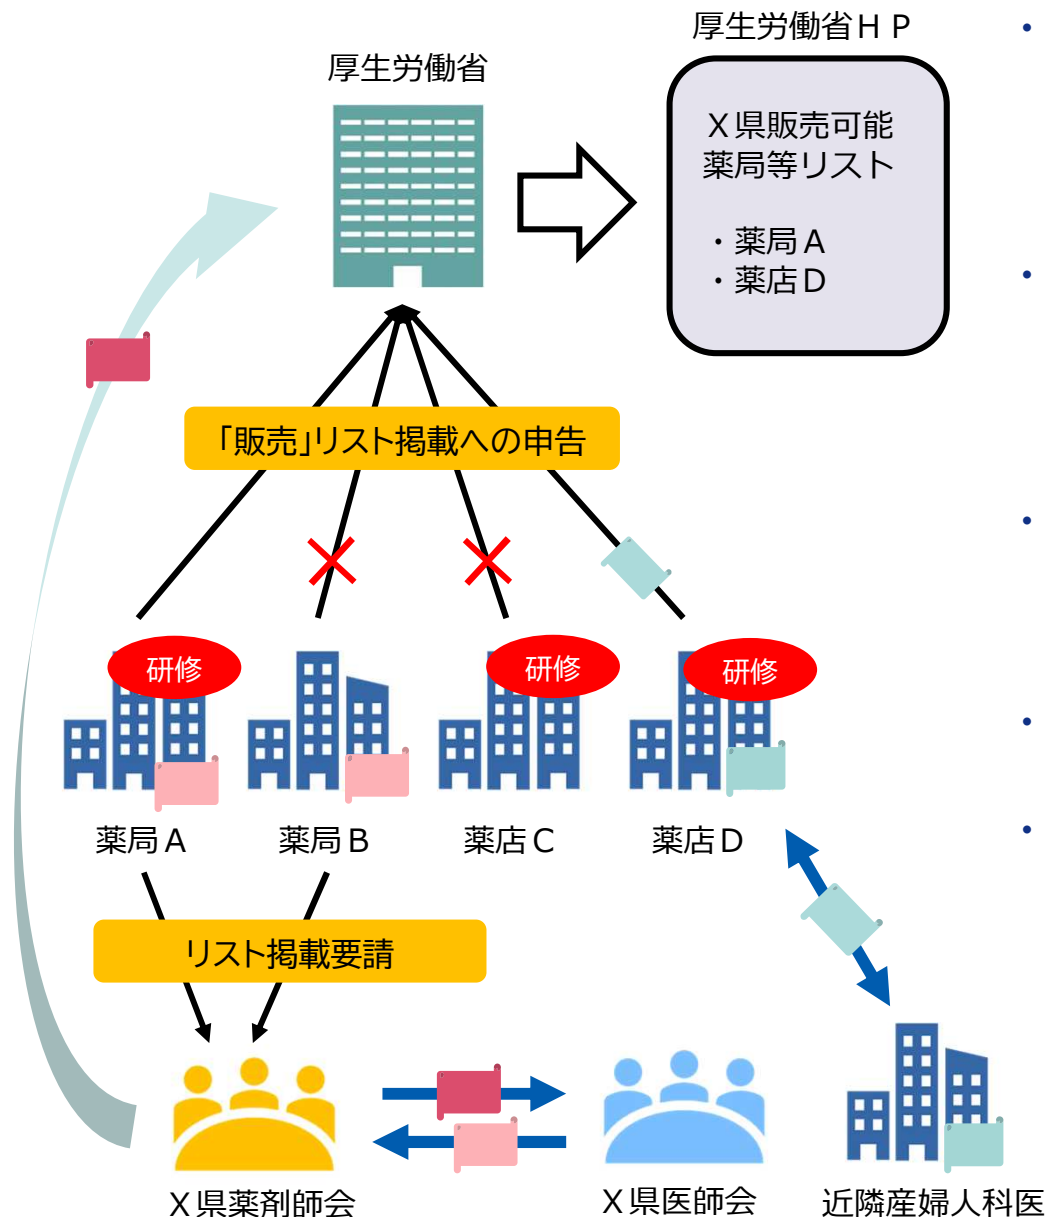 厚生労働省ＨＰ
厚生労働省
Ｘ県販売可能
薬局等リスト
・薬局Ａ
・薬店Ｄ
「販売」リスト掲載への申告
研修
研修
研修
薬局Ａ
薬局Ｂ
薬店Ｃ
薬店Ｄ
リスト掲載要請
Ｘ県薬剤師会
Ｘ県医師会
近隣産婦人科医